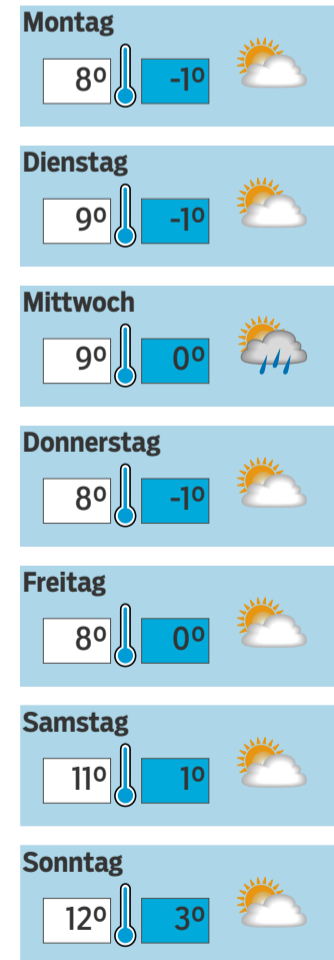 Montag
8º -1º
Dienstag
9º -1º
Mittwoch
9º 0º
Donnerstag
8º -1º
Freitag
8º 0º
Samstag
11º 1º
Sonntag
12º 3º